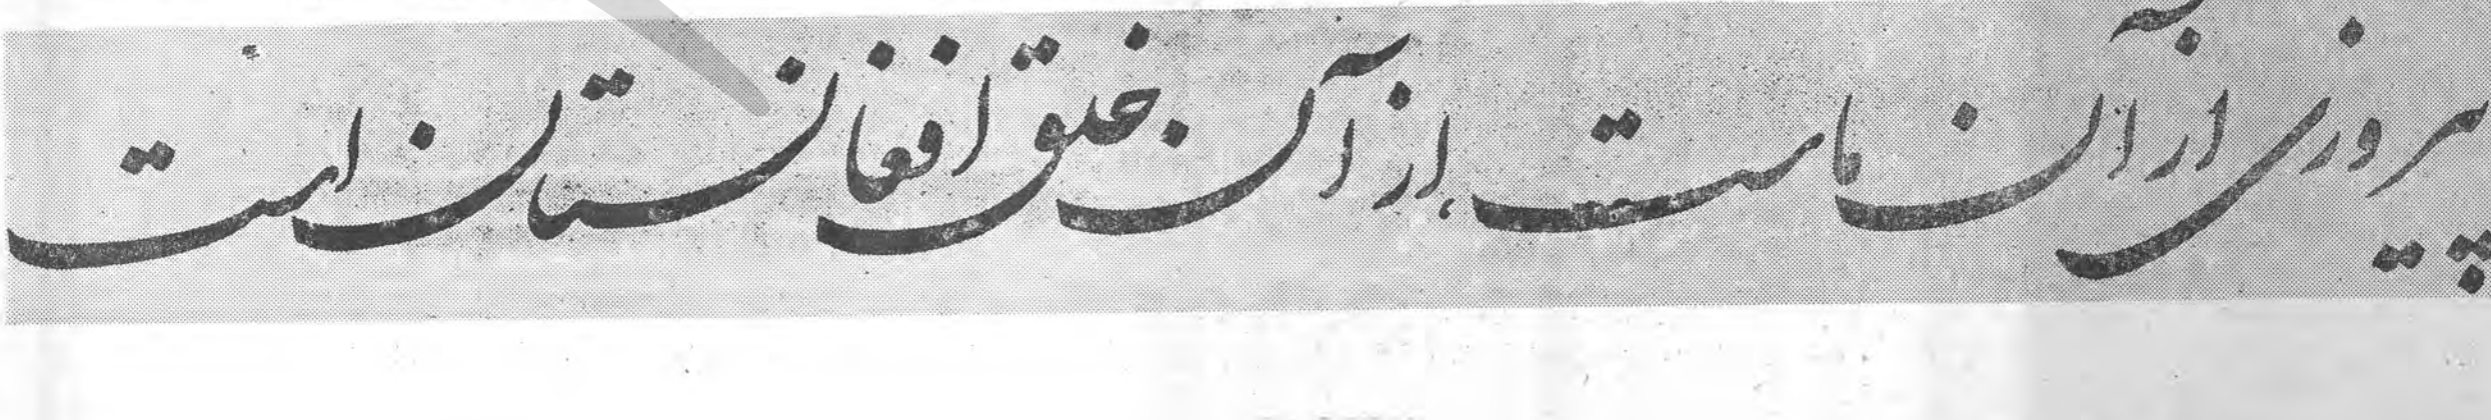 پیروزی از آن ماست، از آن خلق افغانستان است